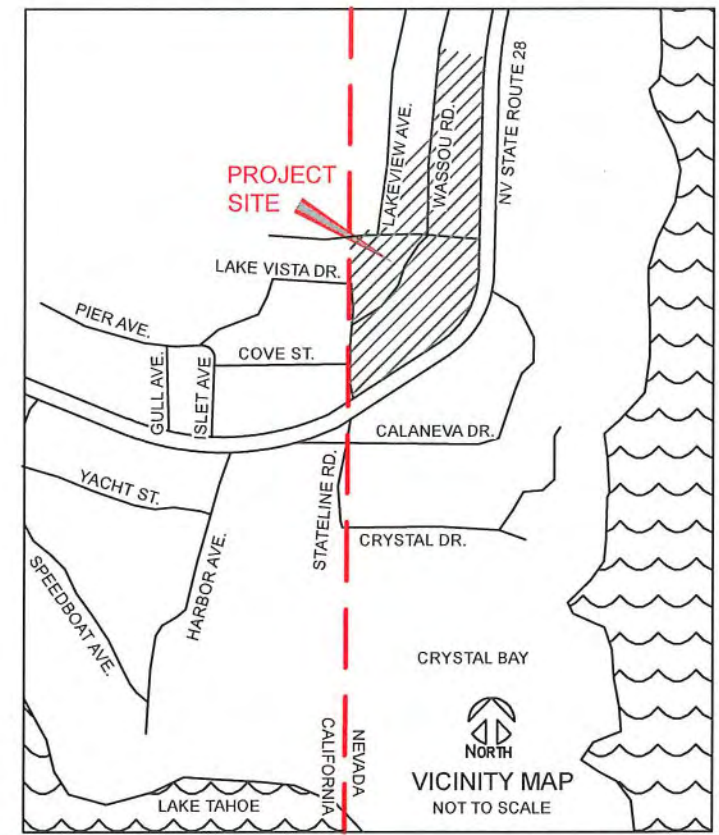 NV STATE ROUTE 28
LAKEVIEW AVE.
WASSOU RD.
PROJECT
SITE
LAKE VISTA DR.
PIER AVE.
GULL AVE.
ISLET AVE
COVE ST.
CALANEVA DR.
YACHT ST.
STATELINE RD.
CRYSTAL DR.
SPEEDBOAT AVE.
HARBOR AVE.
CRYSTAL BAY
NORTH
CALIFORNIA
NEVADA
VICINITY MAP
NOT TO SCALE
LAKE TAHOE